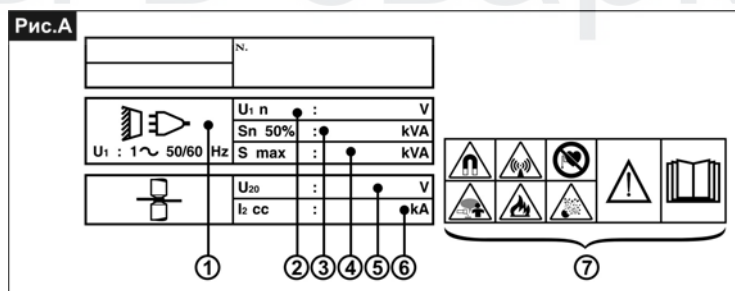 Рис.А
N.
U₁ n : V
Sn 50% : kVA
U₁ : 1~ 50/60 Hz
S max : kVA
U₂₀ : V
I₂ cc : kA
1 2 3 4 5 6 7